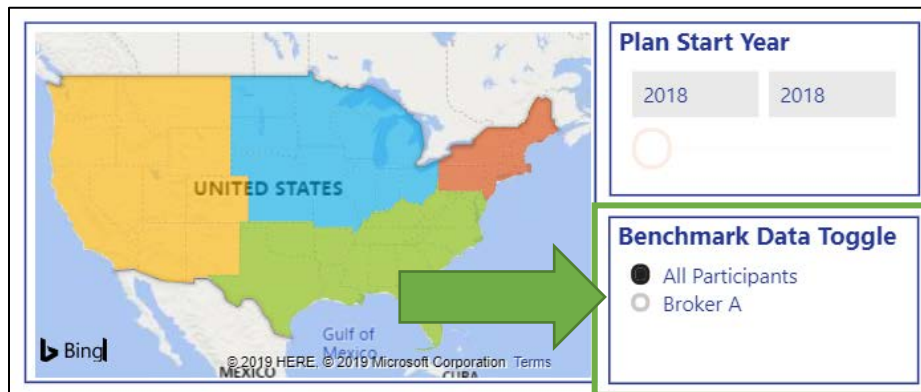 UNITED STATES
Gulf of
Mexico
Bing
© 2019 HERE, © 2019 Microsoft Corporation Terms
MEXICO
CUBA
Plan Start Year
2018 2018
Benchmark Data Toggle
All Participants
Broker A